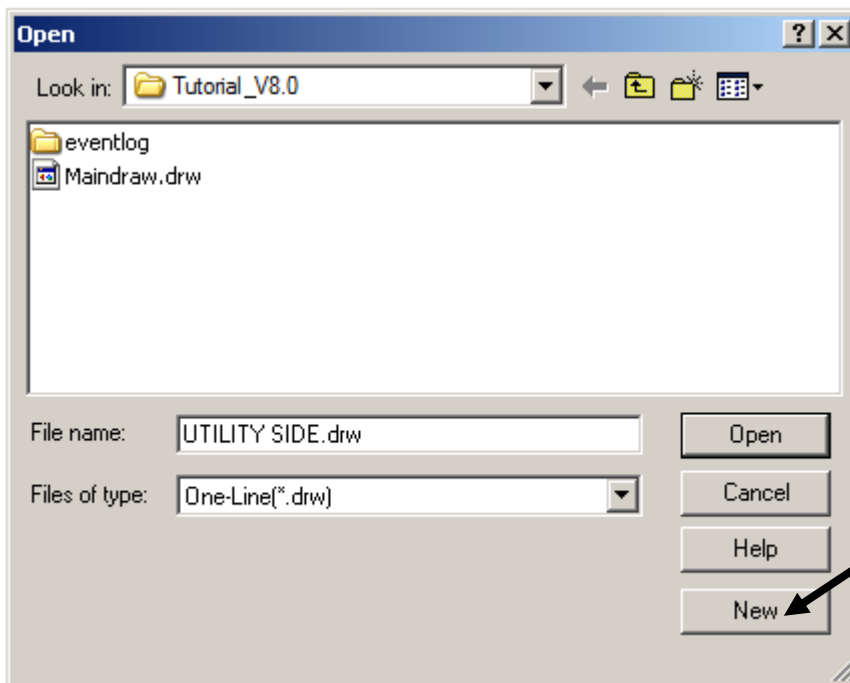 Open
Look in: Tutorial_V8.0
eventlog
Maindraw.drw
File name: UTILITY SIDE.drw Open
Files of type: One-Line(*.drw) Cancel
Help
New